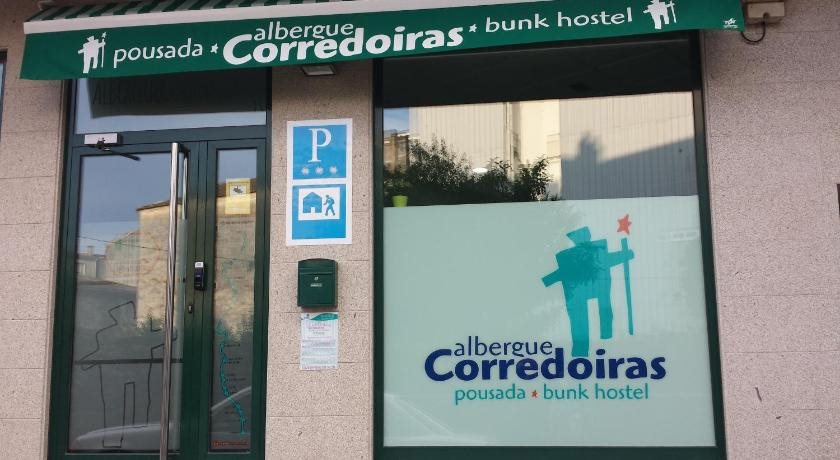 pousada * albergue Corredoiras * bunk hostel
P
albergue
Corredoiras
pousada * bunk hostel